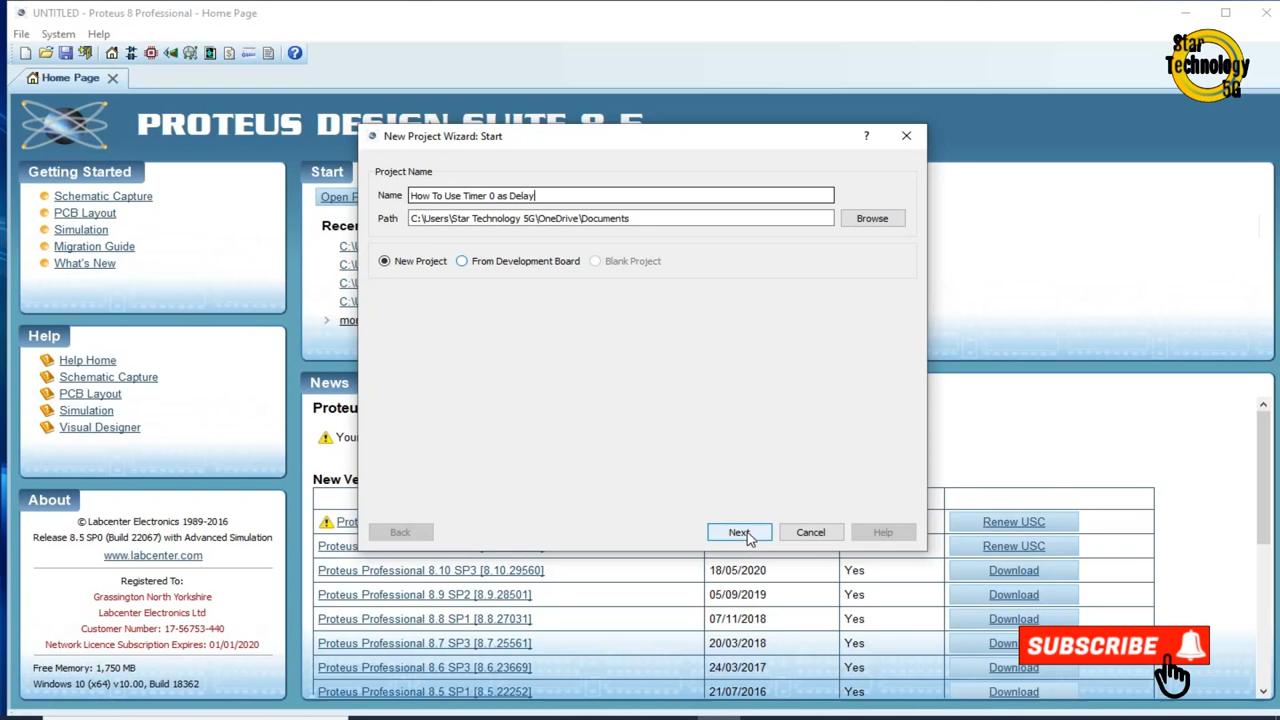 UNTITLED - Proteus 8 Professional - Home Page
File System Help
Home Page
Star
Technology
5G
PROTEUS DESIGN SUITE 8.5
Getting Started
Schematic Capture
PCB Layout
Simulation
Migration Guide
What's New
Help
Help Home
Schematic Capture
PCB Layout
Simulation
Visual Designer
About
© Labcenter Electronics 1989-2016
Release 8.5 SP0 (Build 22067) with Advanced Simulation
www.labcenter.com
Registered To:
Grassington North Yorkshire
Labcenter Electronics Ltd
Customer Number: 17-56753-440
Network Licence Subscription Expires: 01/01/2020
Free Memory: 1,750 MB
Windows 10 (x64) v10.00, Build 18362
Start
Open P
Recen
C:\U
C:\U
C:\U
C:\U
New Project Wizard: Start
?
Project Name
Name How To Use Timer 0 as Delay
Path C:\Users\Star Technology 5G\OneDrive\Documents Browse
New Project From Development Board Blank Project
Back Next Cancel Help
News
Proteu
You
New Ve
Prot Renew USC
Proteus Renew USC
Proteus Professional 8.10 SP3 [8.10.29560] 18/05/2020 Yes Download
Proteus Professional 8.9 SP2 [8.9.28501] 05/09/2019 Yes Download
Proteus Professional 8.8 SP1 [8.8.27031] 07/11/2018 Yes Download
Proteus Professional 8.7 SP3 [8.7.25561] 20/03/2018 Yes Downl
Proteus Professional 8.6 SP3 [8.6.23669] 24/03/2017 Yes Download
Proteus Professional 8.5 SP1 [8.5.22252] 21/07/2016 Yes Download
SUBSCRIBE